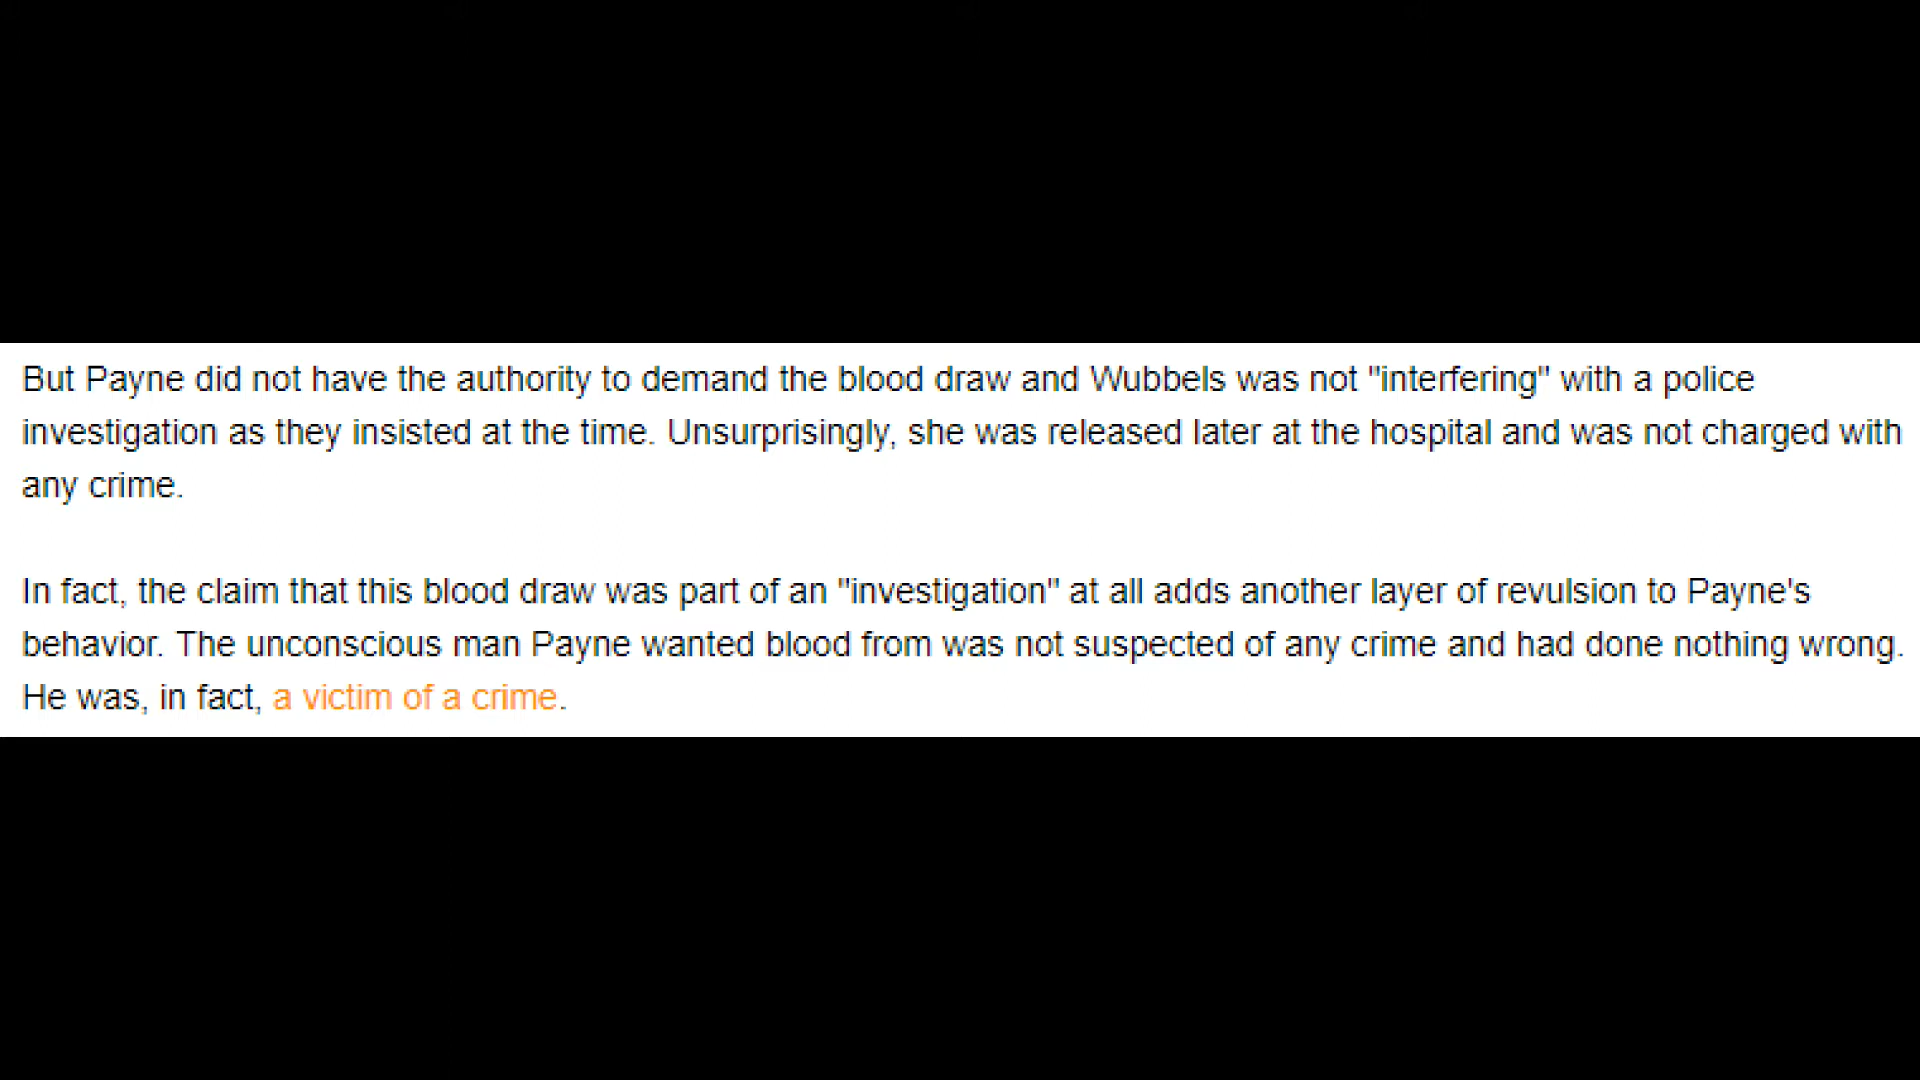 But Payne did not have the authority to demand the blood draw and Wubbels was not "interfering" with a police
investigation as they insisted at the time. Unsurprisingly, she was released later at the hospital and was not charged with
any crime.
In fact, the claim that this blood draw was part of an "investigation" at all adds another layer of revulsion to Payne's
behavior. The unconscious man Payne wanted blood from was not suspected of any crime and had done nothing wrong.
He was, in fact, a victim of a crime.